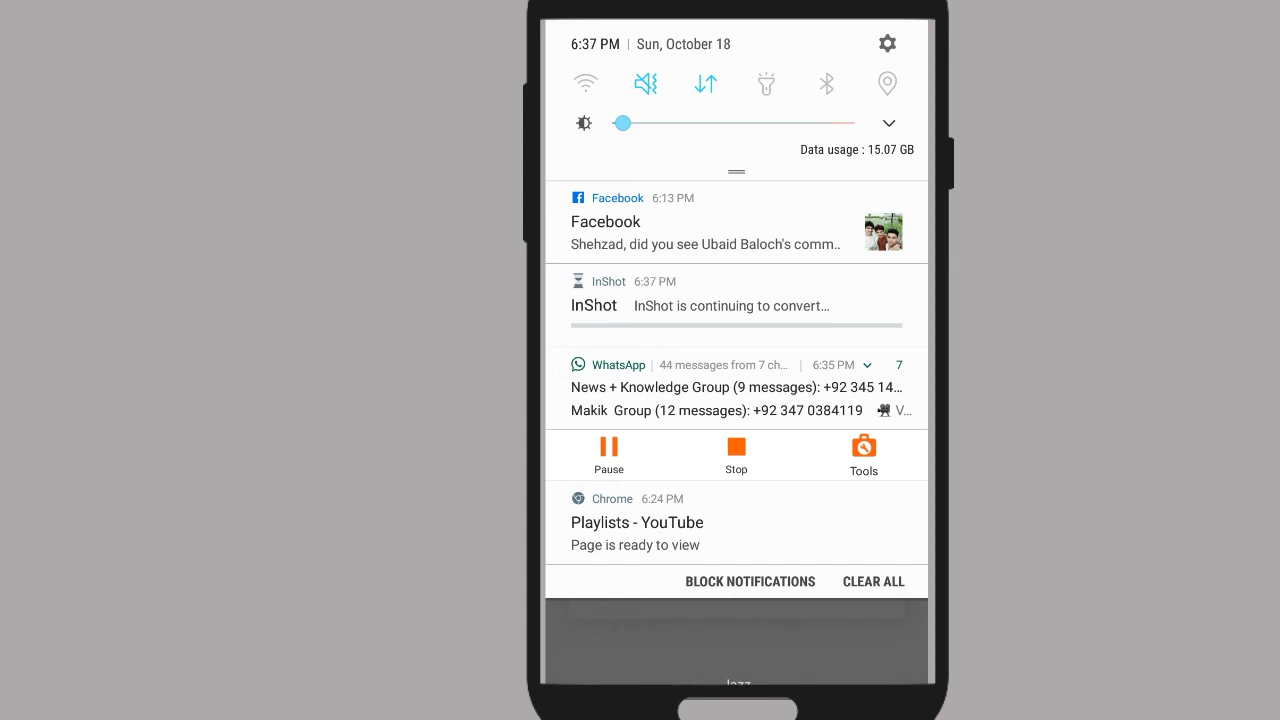 6:37 PM | Sun, October 18
Data usage : 15.07 GB
Facebook 6:13 PM
Facebook
Shehzad, did you see Ubaid Baloch's comm..
InShot 6:37 PM
InShot InShot is continuing to convert...
WhatsApp | 44 messages from 7 ch... | 6:35 PM 7
News + Knowledge Group (9 messages): +92 345 14...
Makik Group (12 messages): +92 347 0384119 V...
Pause Stop Tools
Chrome 6:24 PM
Playlists - YouTube
Page is ready to view
BLOCK NOTIFICATIONS CLEAR ALL